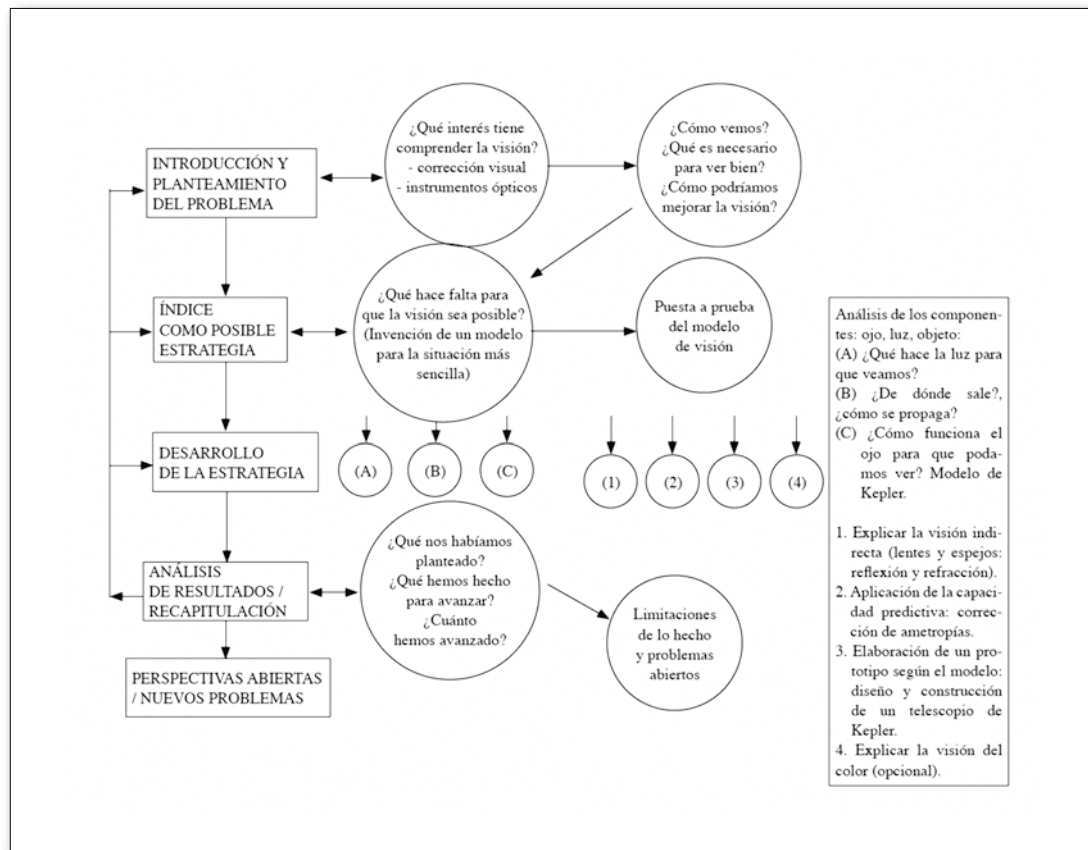 ¿Qué interés tiene
comprender la visión?
- corrección visual
- instrumentos ópticos
¿Cómo vemos?
¿Qué es necesario
para ver bien?
¿Cómo podríamos
mejorar la visión?
INTRODUCCIÓN Y
PLANTEAMIENTO
DEL PROBLEMA
ÍNDICE
COMO POSIBLE
ESTRATEGIA
¿Qué hace falta para
que la visión sea posible?
(Invención de un modelo
para la situación más
sencilla)
Puesta a prueba
del modelo
de visión
DESARROLLO
DE LA ESTRATEGIA
(A)
(B)
(C)
(1)
(2)
(3)
(4)
ANÁLISIS
DE RESULTADOS /
RECAPITULACIÓN
¿Qué nos habíamos
planteado?
¿Qué hemos hecho
para avanzar?
¿Cuánto
hemos avanzado?
Limitaciones
de lo hecho
y problemas
abiertos
PERSPECTIVAS ABIERTAS
/ NUEVOS PROBLEMAS
Análisis de los componen-
tes: ojo, luz, objeto:
(A) ¿Qué hace la luz para
que veamos?
(B) ¿De dónde sale?,
¿cómo se propaga?
(C) ¿Cómo funciona el
ojo para que poda-
mos ver? Modelo de
Kepler.
1. Explicar la visión indi-
recta (lentes y espejos:
reflexión y refracción).
2. Aplicación de la capaci-
dad predictiva: correc-
ción de ametropías.
3. Elaboración de un pro-
totipo según el modelo:
diseño y construcción
de un telescopio de
Kepler.
4. Explicar la visión del
color (opcional).